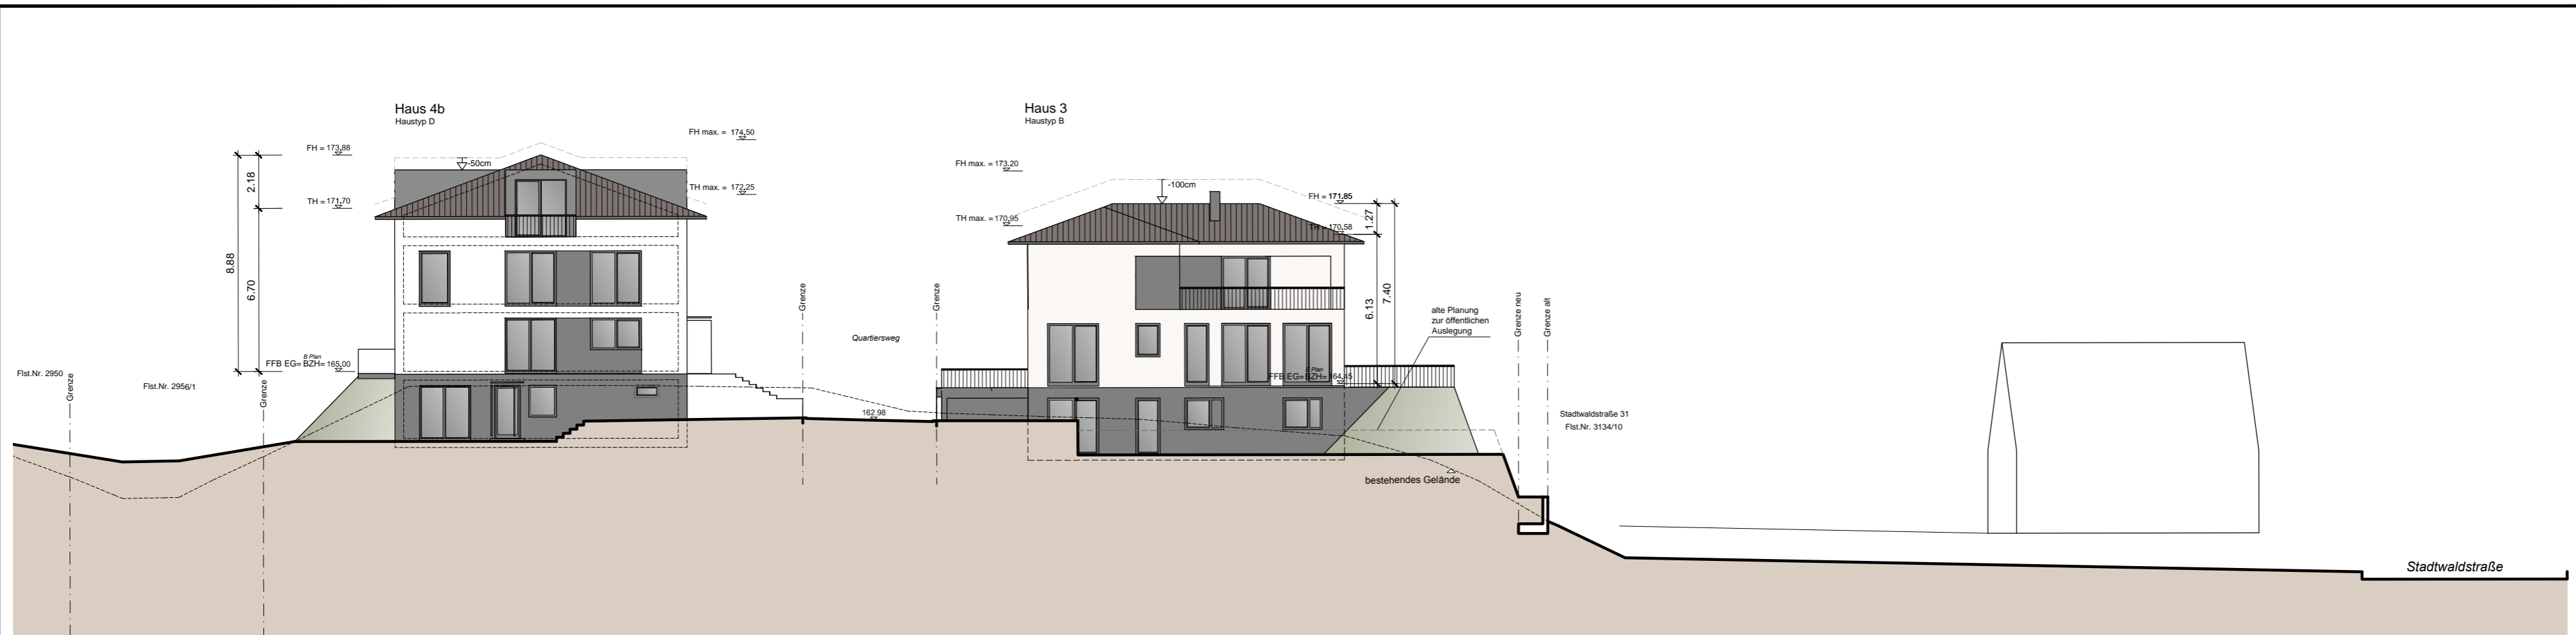 Haus 4b
Haustyp D
FH max. = 174,50
FH = 173,88
-50cm
TH max. = 172,25
TH = 171,70
2.18
8.88
6.70
B Plan
FFB EG= BZH= 165,00
Flst.Nr. 2950
Grenze
Flst.Nr. 2956/1
Grenze
Grenze
Quartiersweg
162,98
Grenze
Haus 3
Haustyp B
FH max. = 173,20
-100cm
TH max. = 170,95
FH = 171,85
1.27
TH = 170,58
6.13
7.40
B Plan
FFB EG= BZH= 164,45
alte Planung
zur öffentlichen
Auslegung
Grenze neu
Grenze alt
bestehendes Gelände
Stadtwaldstraße 31
Flst.Nr. 3134/10
Stadtwaldstraße